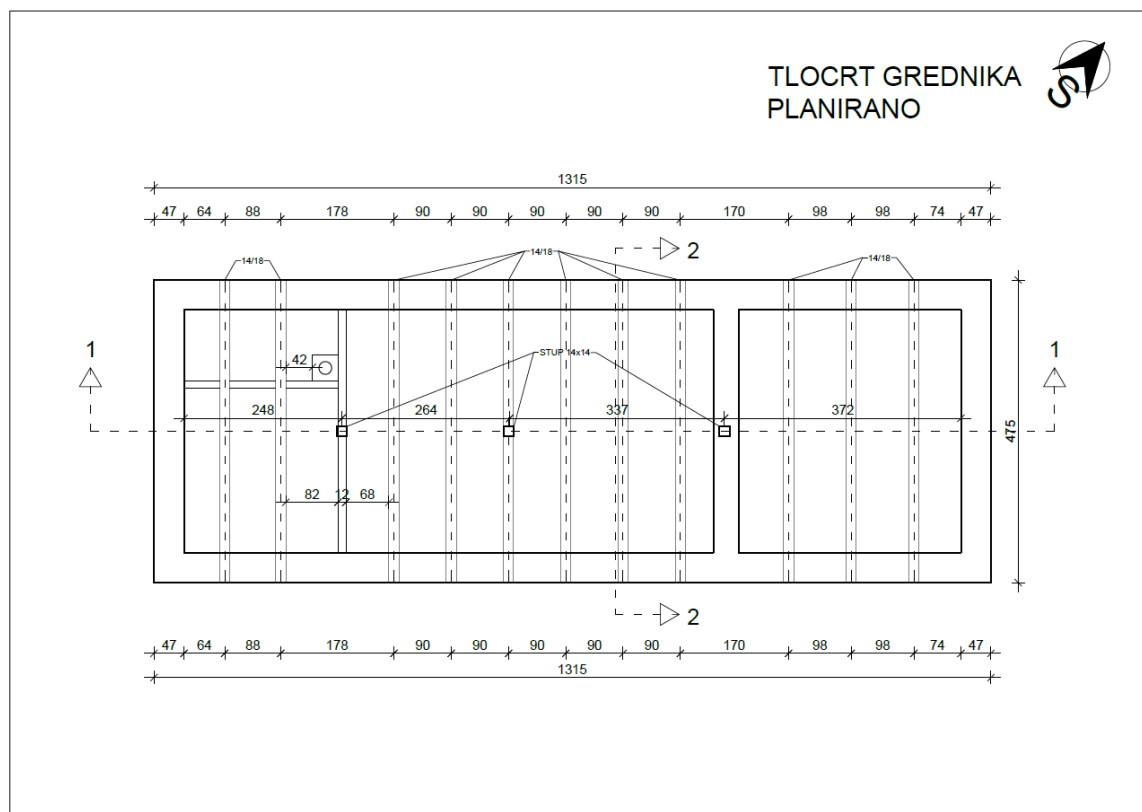 TLOCRT GREDNIKA
PLANIRANO
S
1315
47 64 88 178 90 90 90 90 90 170 98 98 74 47
14/18 14/18 14/18
2
1 1
STUP 14x14
42
248 264 337 372
475
82 12 68
2
47 64 88 178 90 90 90 90 90 170 98 98 74 47
1315